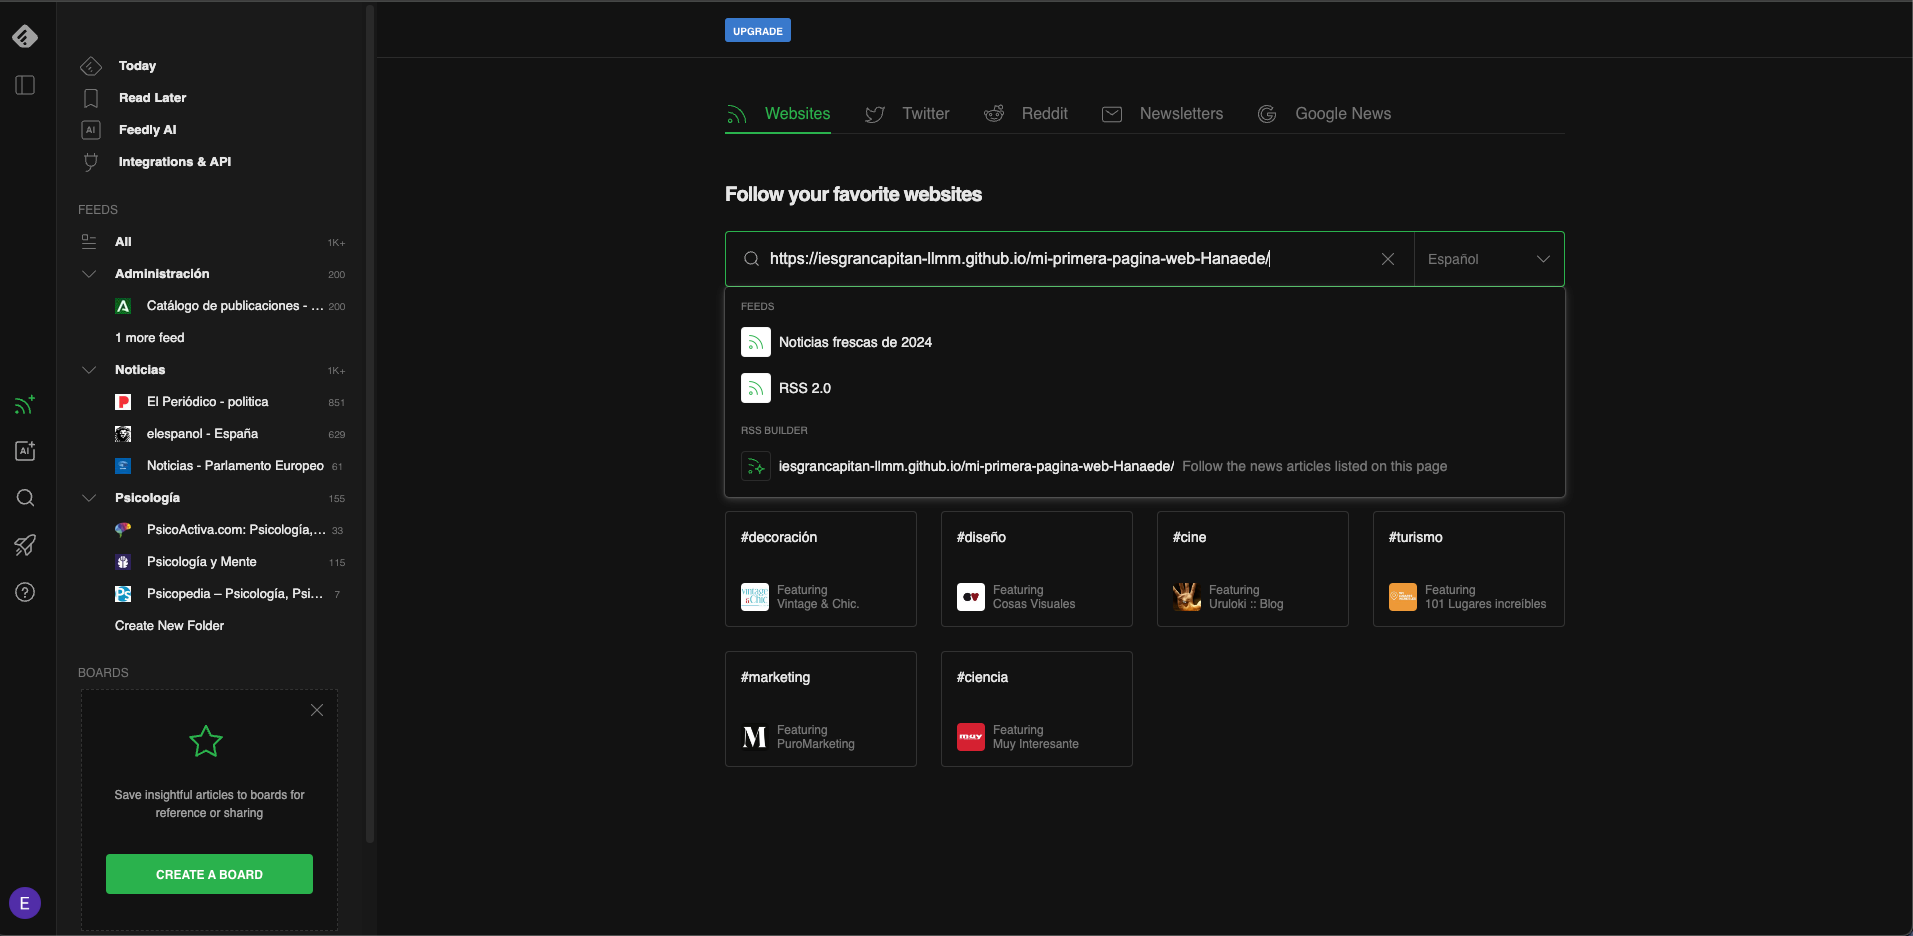 UPGRADE
Today
Read Later
AI
Feedly AI
Integrations & API
FEEDS
All 1K+
Administración 200
Catálogo de publicaciones - ... 200
1 more feed
Noticias 1K+
El Periódico - politica 851
elespanol - España 629
Noticias - Parlamento Europeo 61
Psicología 155
PsicoActiva.com: Psicología,... 33
Psicología y Mente 115
Psicopedia – Psicología, Psi... 7
Create New Folder
BOARDS
Save insightful articles to boards for
reference or sharing
CREATE A BOARD
AI
E
Websites Twitter Reddit Newsletters Google News
Follow your favorite websites
https://iesgrancapitan-llmm.github.io/mi-primera-pagina-web-Hanaede/ Español
FEEDS
Noticias frescas de 2024
RSS 2.0
RSS BUILDER
iesgrancapitan-llmm.github.io/mi-primera-pagina-web-Hanaede/ Follow the news articles listed on this page
#decoración
Vintage & Chic
Featuring
Vintage & Chic.
#diseño
Featuring
Cosas Visuales
#cine
Featuring
Uruloki :: Blog
#turismo
Featuring
101 Lugares increíbles
#marketing
M
Featuring
PuroMarketing
#ciencia
muy
Featuring
Muy Interesante